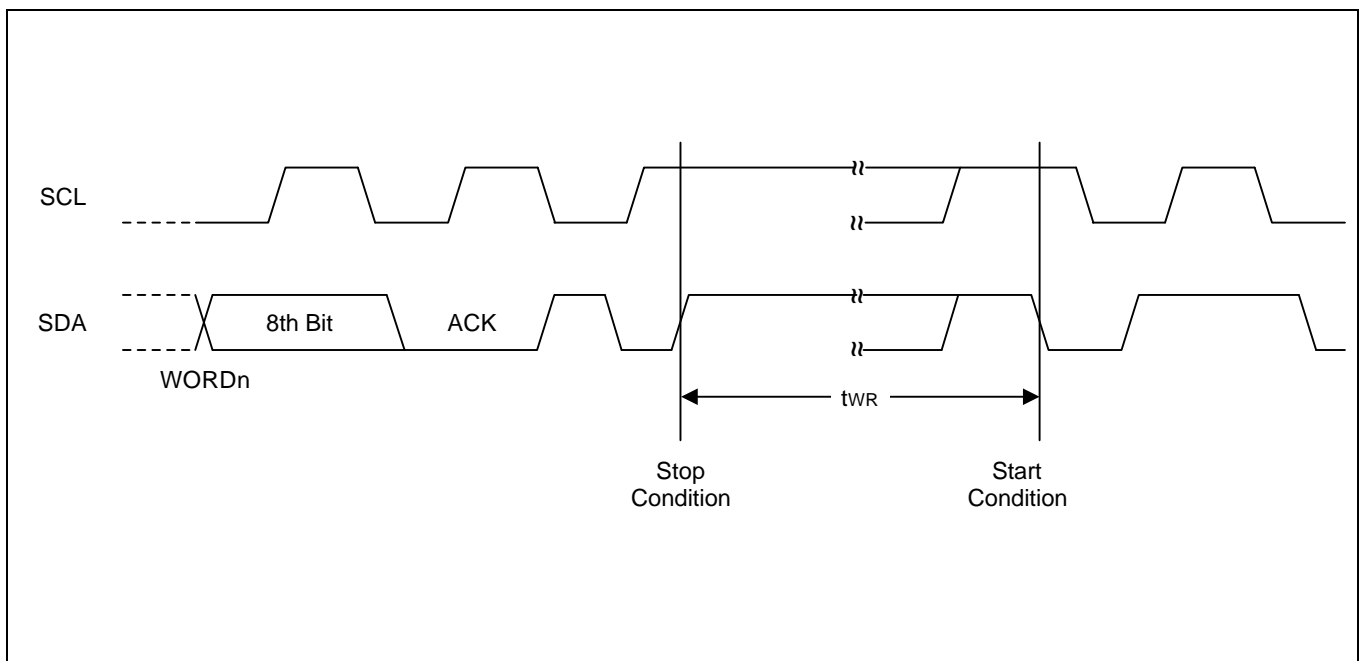 SCL
SDA
8th Bit
ACK
WORDn
tWR
Stop
Condition
Start
Condition